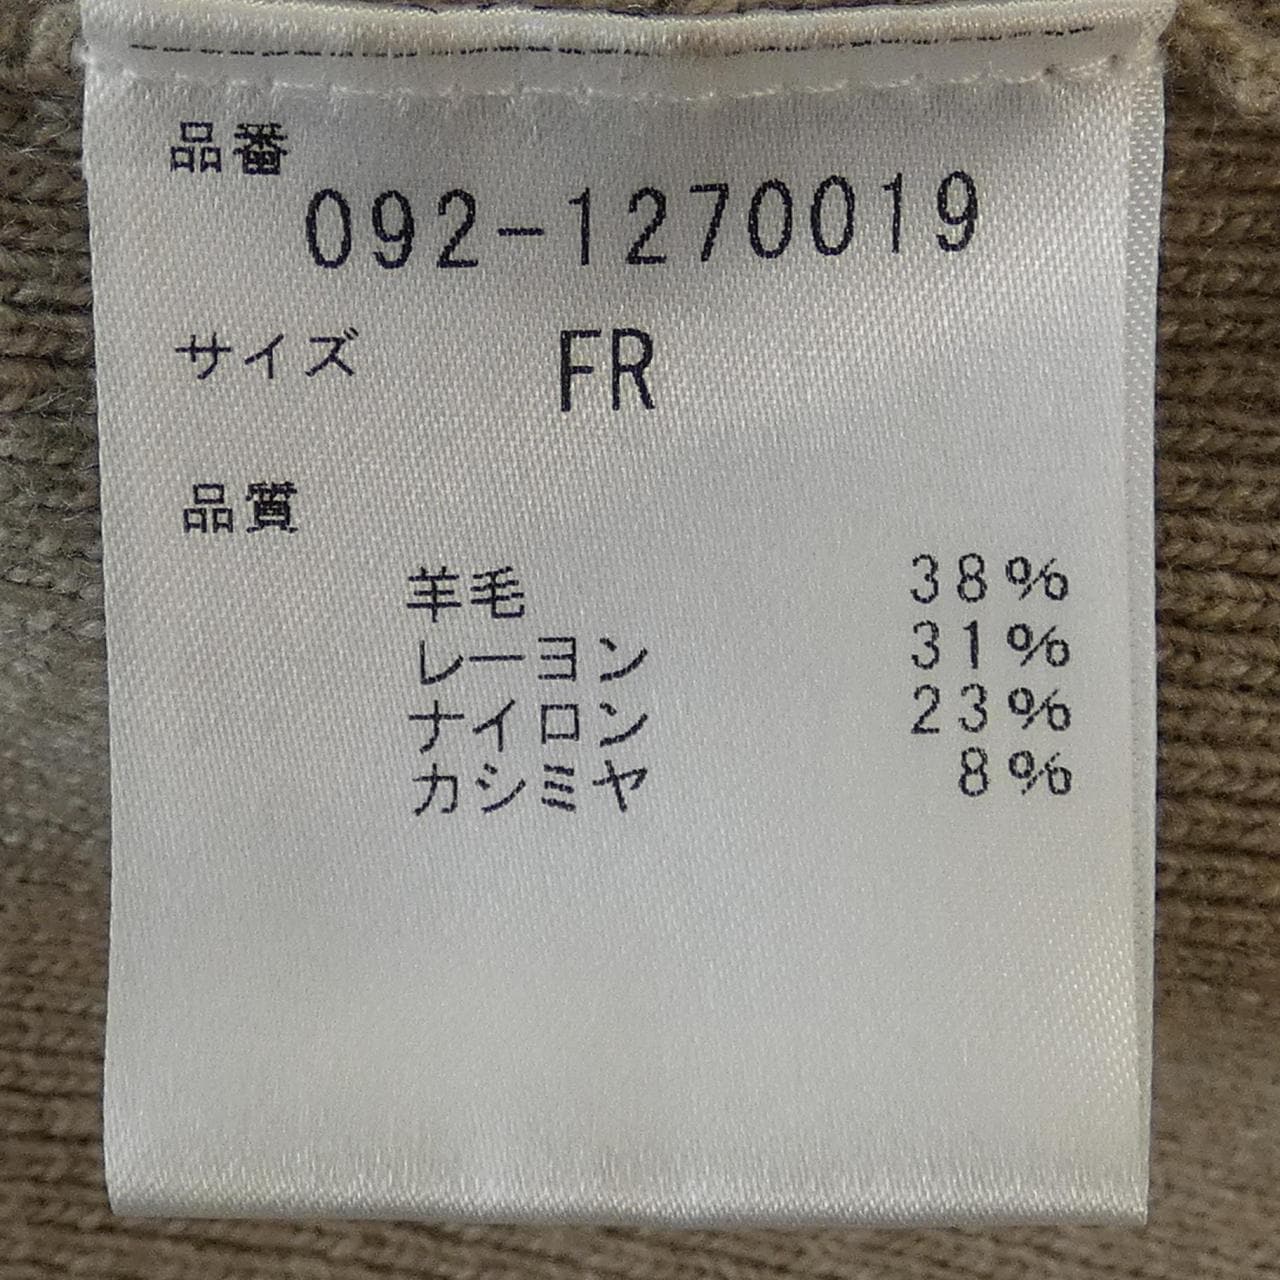 品番
092-1270019
サイズ FR
品質
羊毛 38%
レーヨン 31%
ナイロン 23%
カシミヤ 8%